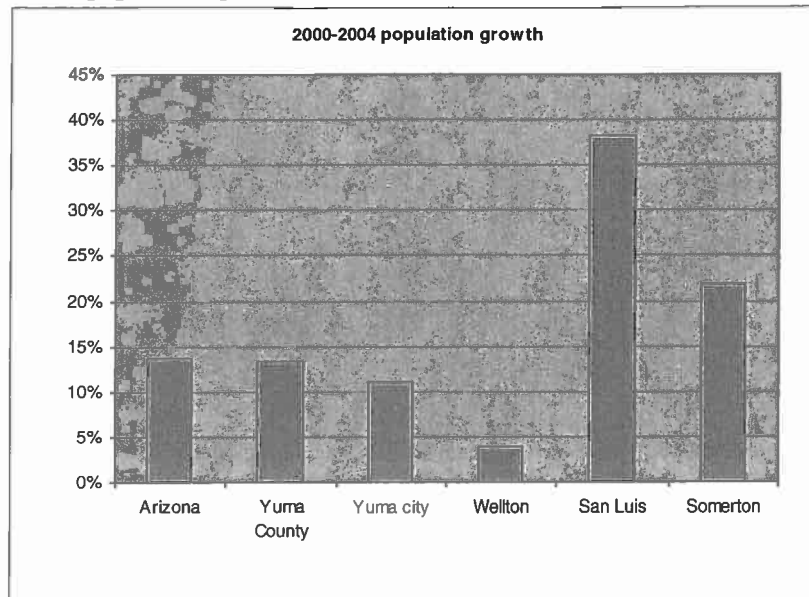 2000-2004 population growth
45%
40%
35%
30%
25%
20%
15%
10%
5%
0%
Arizona
Yuma
County
Yuma city
Wellton
San Luis
Somerton